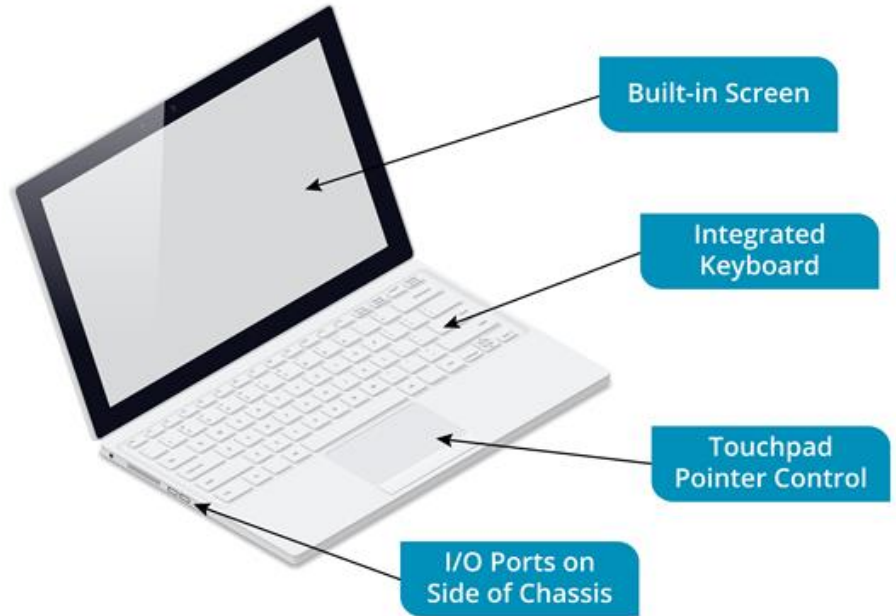 Built-in Screen
Integrated
Keyboard
Touchpad
Pointer Control
I/O Ports on
Side of Chassis